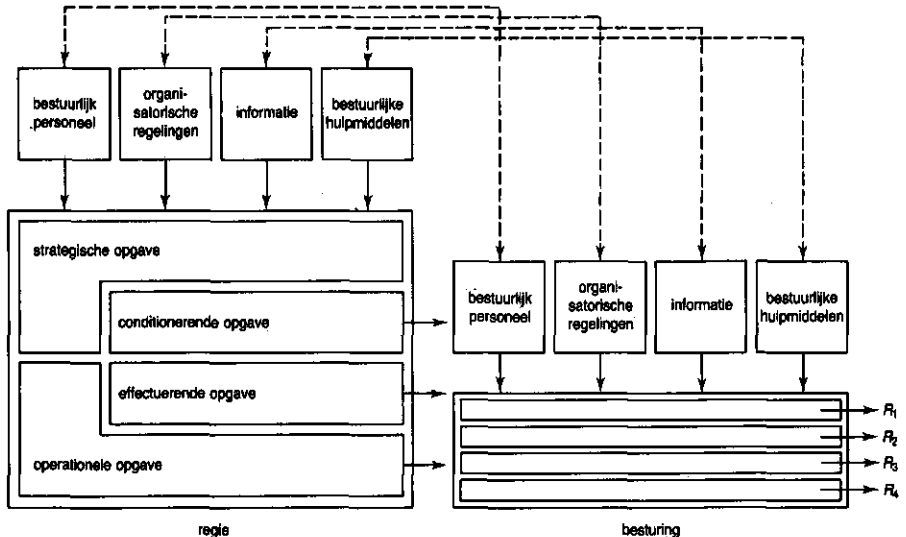 bestuurlijk
personeel
organi-
satorische
regelingen
informatie
bestuurlijke
hulpmiddelen
strategische opgave
conditionerende opgave
effectuerende opgave
operationele opgave
regie
bestuurlijk
personeel
organi-
satorische
regelingen
informatie
bestuurlijke
hulpmiddelen
R1
R2
R3
R4
besturing